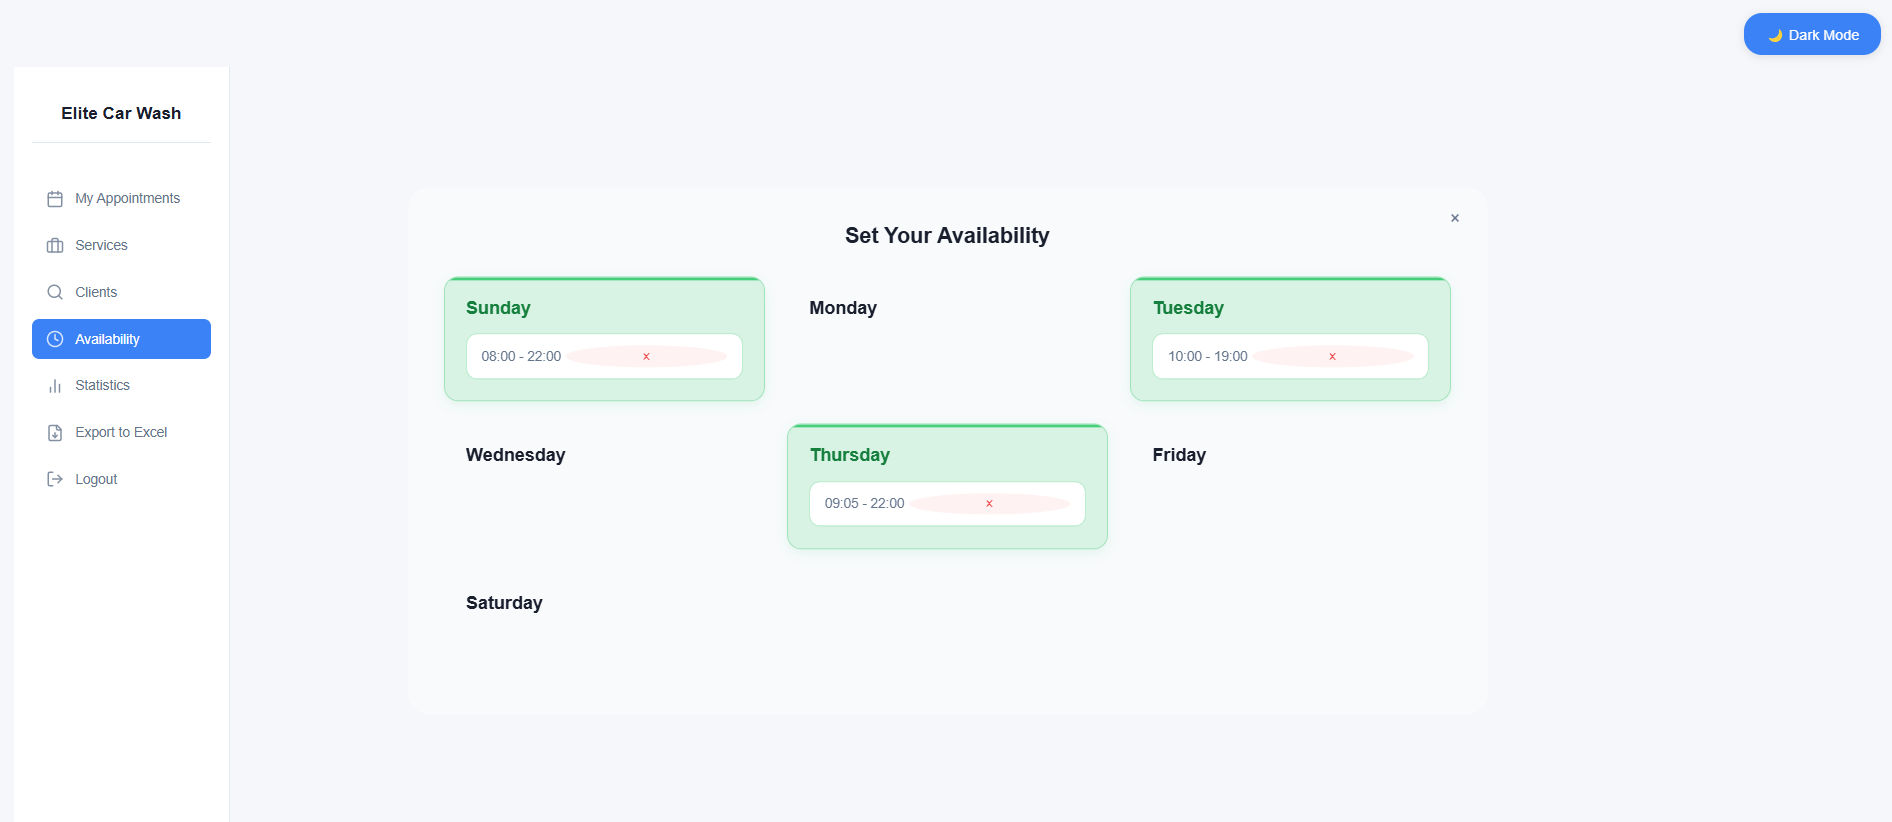 🌙 Dark Mode
Elite Car Wash
My Appointments
Services
Clients
Availability
Statistics
Export to Excel
Logout
×
Set Your Availability
Sunday
08:00 - 22:00 ×
Monday
Tuesday
10:00 - 19:00 ×
Wednesday
Thursday
09:05 - 22:00 ×
Friday
Saturday